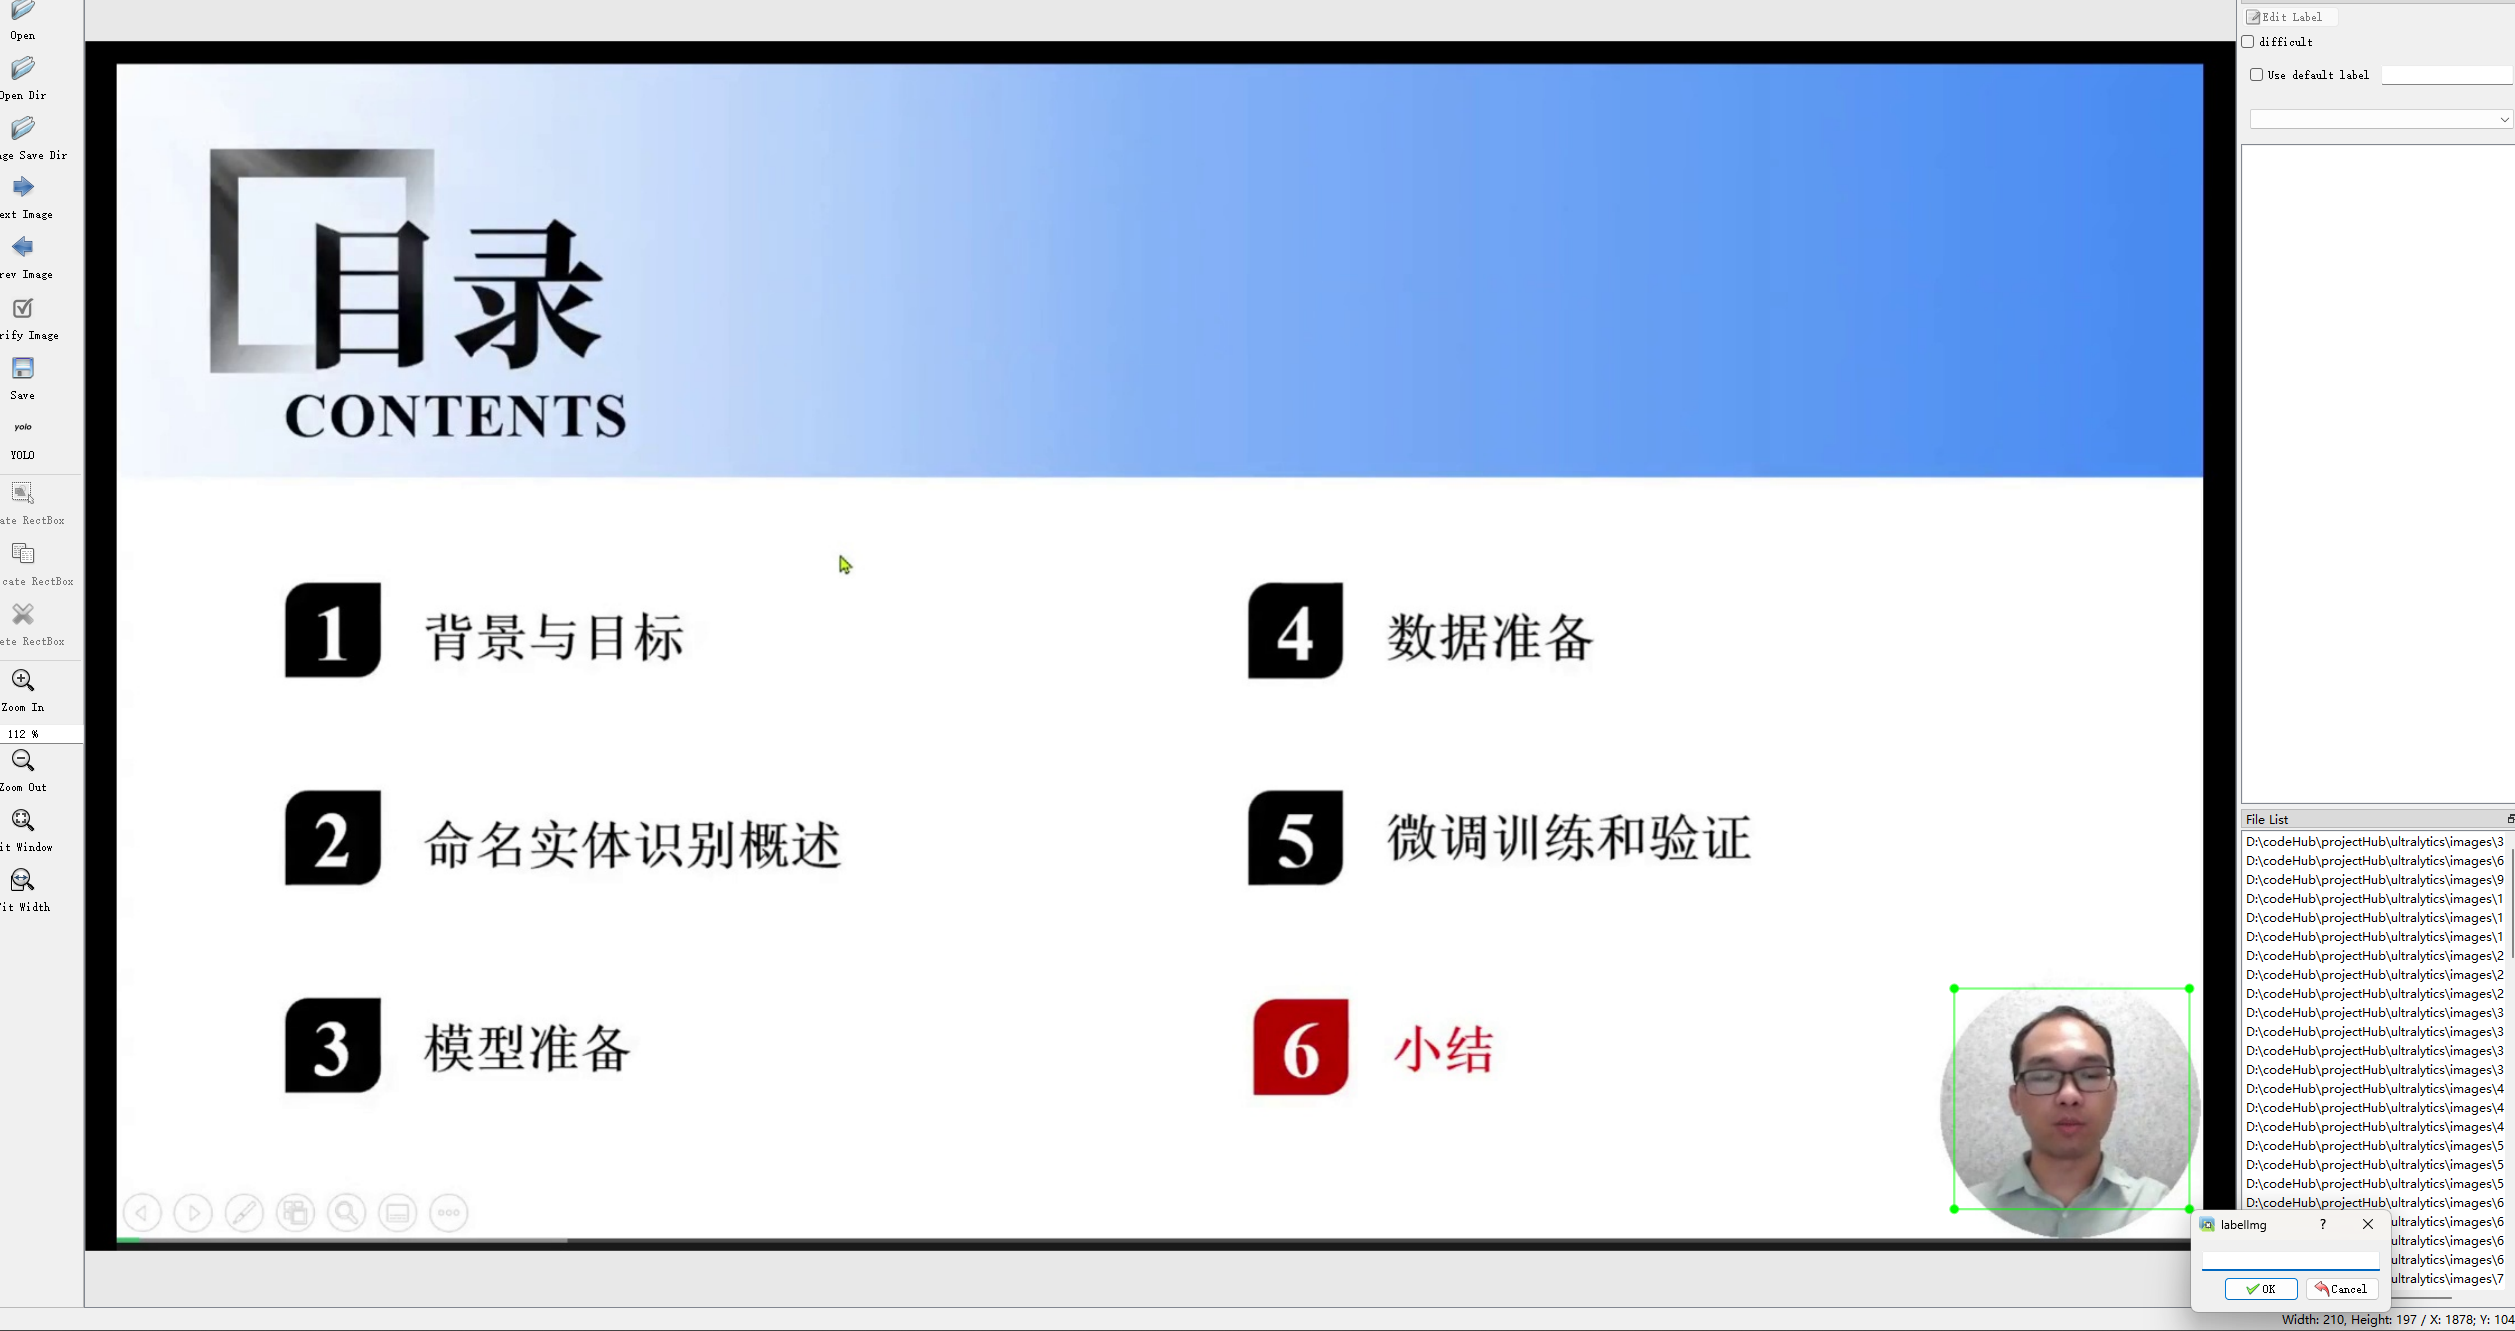 Open
Open Dir
ge Save Dir
ext Image
rev Image
rify Image
Save
yolo
YOLO
ate RectBox
cate RectBox
ete RectBox
Zoom In
112 %
Zoom Out
it Window
it Width
目录
CONTENTS
1 背景与目标
2 命名实体识别概述
3 模型准备
4 数据准备
5 微调训练和验证
6 小结
Edit Label
difficult
Use default label
File List
D:\codeHub\projectHub\ultralytics\images\3
D:\codeHub\projectHub\ultralytics\images\6
D:\codeHub\projectHub\ultralytics\images\9
D:\codeHub\projectHub\ultralytics\images\1
D:\codeHub\projectHub\ultralytics\images\1
D:\codeHub\projectHub\ultralytics\images\1
D:\codeHub\projectHub\ultralytics\images\2
D:\codeHub\projectHub\ultralytics\images\2
D:\codeHub\projectHub\ultralytics\images\2
D:\codeHub\projectHub\ultralytics\images\3
D:\codeHub\projectHub\ultralytics\images\3
D:\codeHub\projectHub\ultralytics\images\3
D:\codeHub\projectHub\ultralytics\images\3
D:\codeHub\projectHub\ultralytics\images\4
D:\codeHub\projectHub\ultralytics\images\4
D:\codeHub\projectHub\ultralytics\images\4
D:\codeHub\projectHub\ultralytics\images\5
D:\codeHub\projectHub\ultralytics\images\5
D:\codeHub\projectHub\ultralytics\images\5
D:\codeHub\projectHub\ultralytics\images\6
ultralytics\images\6
ultralytics\images\6
ultralytics\images\6
ultralytics\images\7
labelImg ?
OK
Cancel
Width: 210, Height: 197 / X: 1878; Y: 104